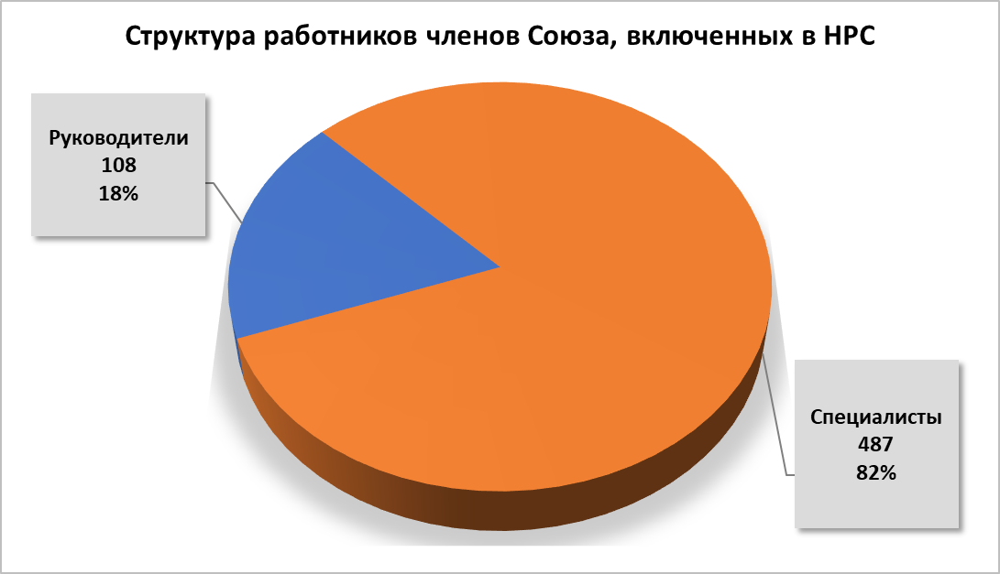 Структура работников членов Союза, включенных в НРС
Руководители
108
18%
Специалисты
487
82%